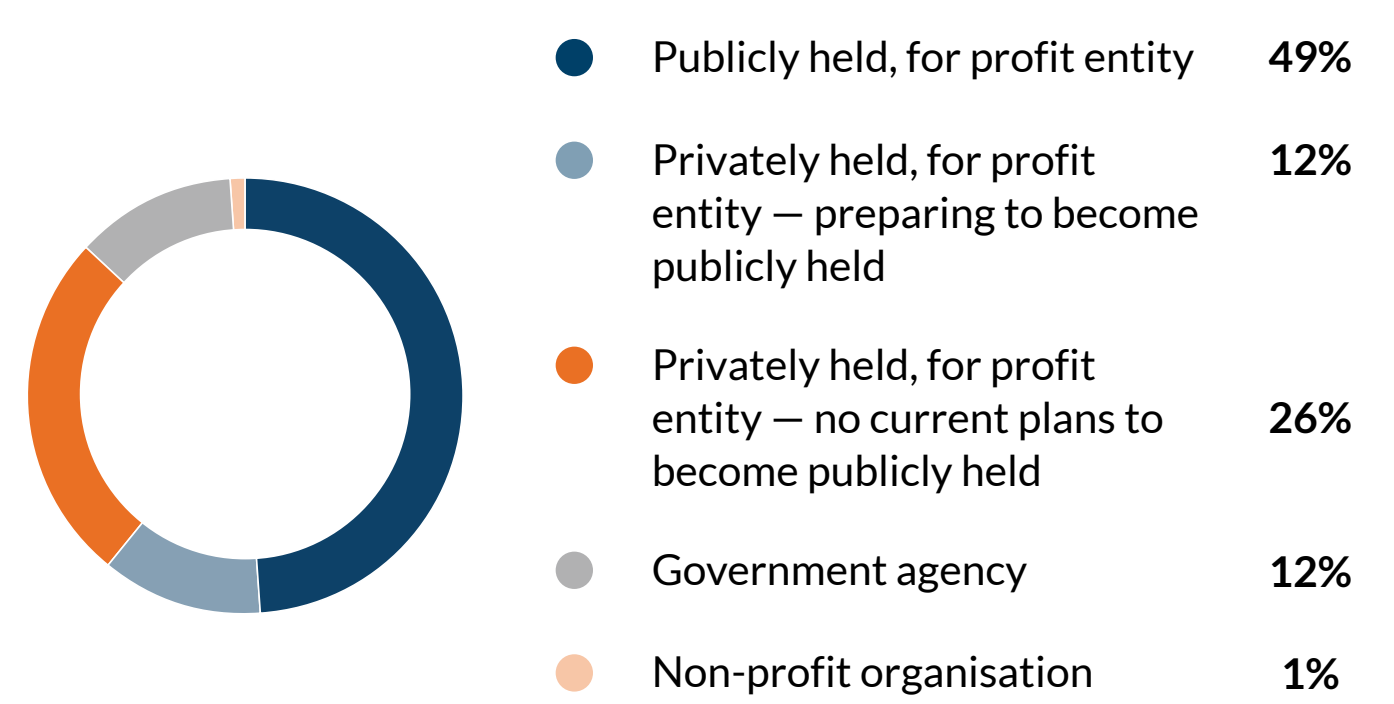 Publicly held, for profit entity 49%
Privately held, for profit 12%
entity — preparing to become
publicly held
Privately held, for profit
entity — no current plans to 26%
become publicly held
Government agency 12%
Non-profit organisation 1%